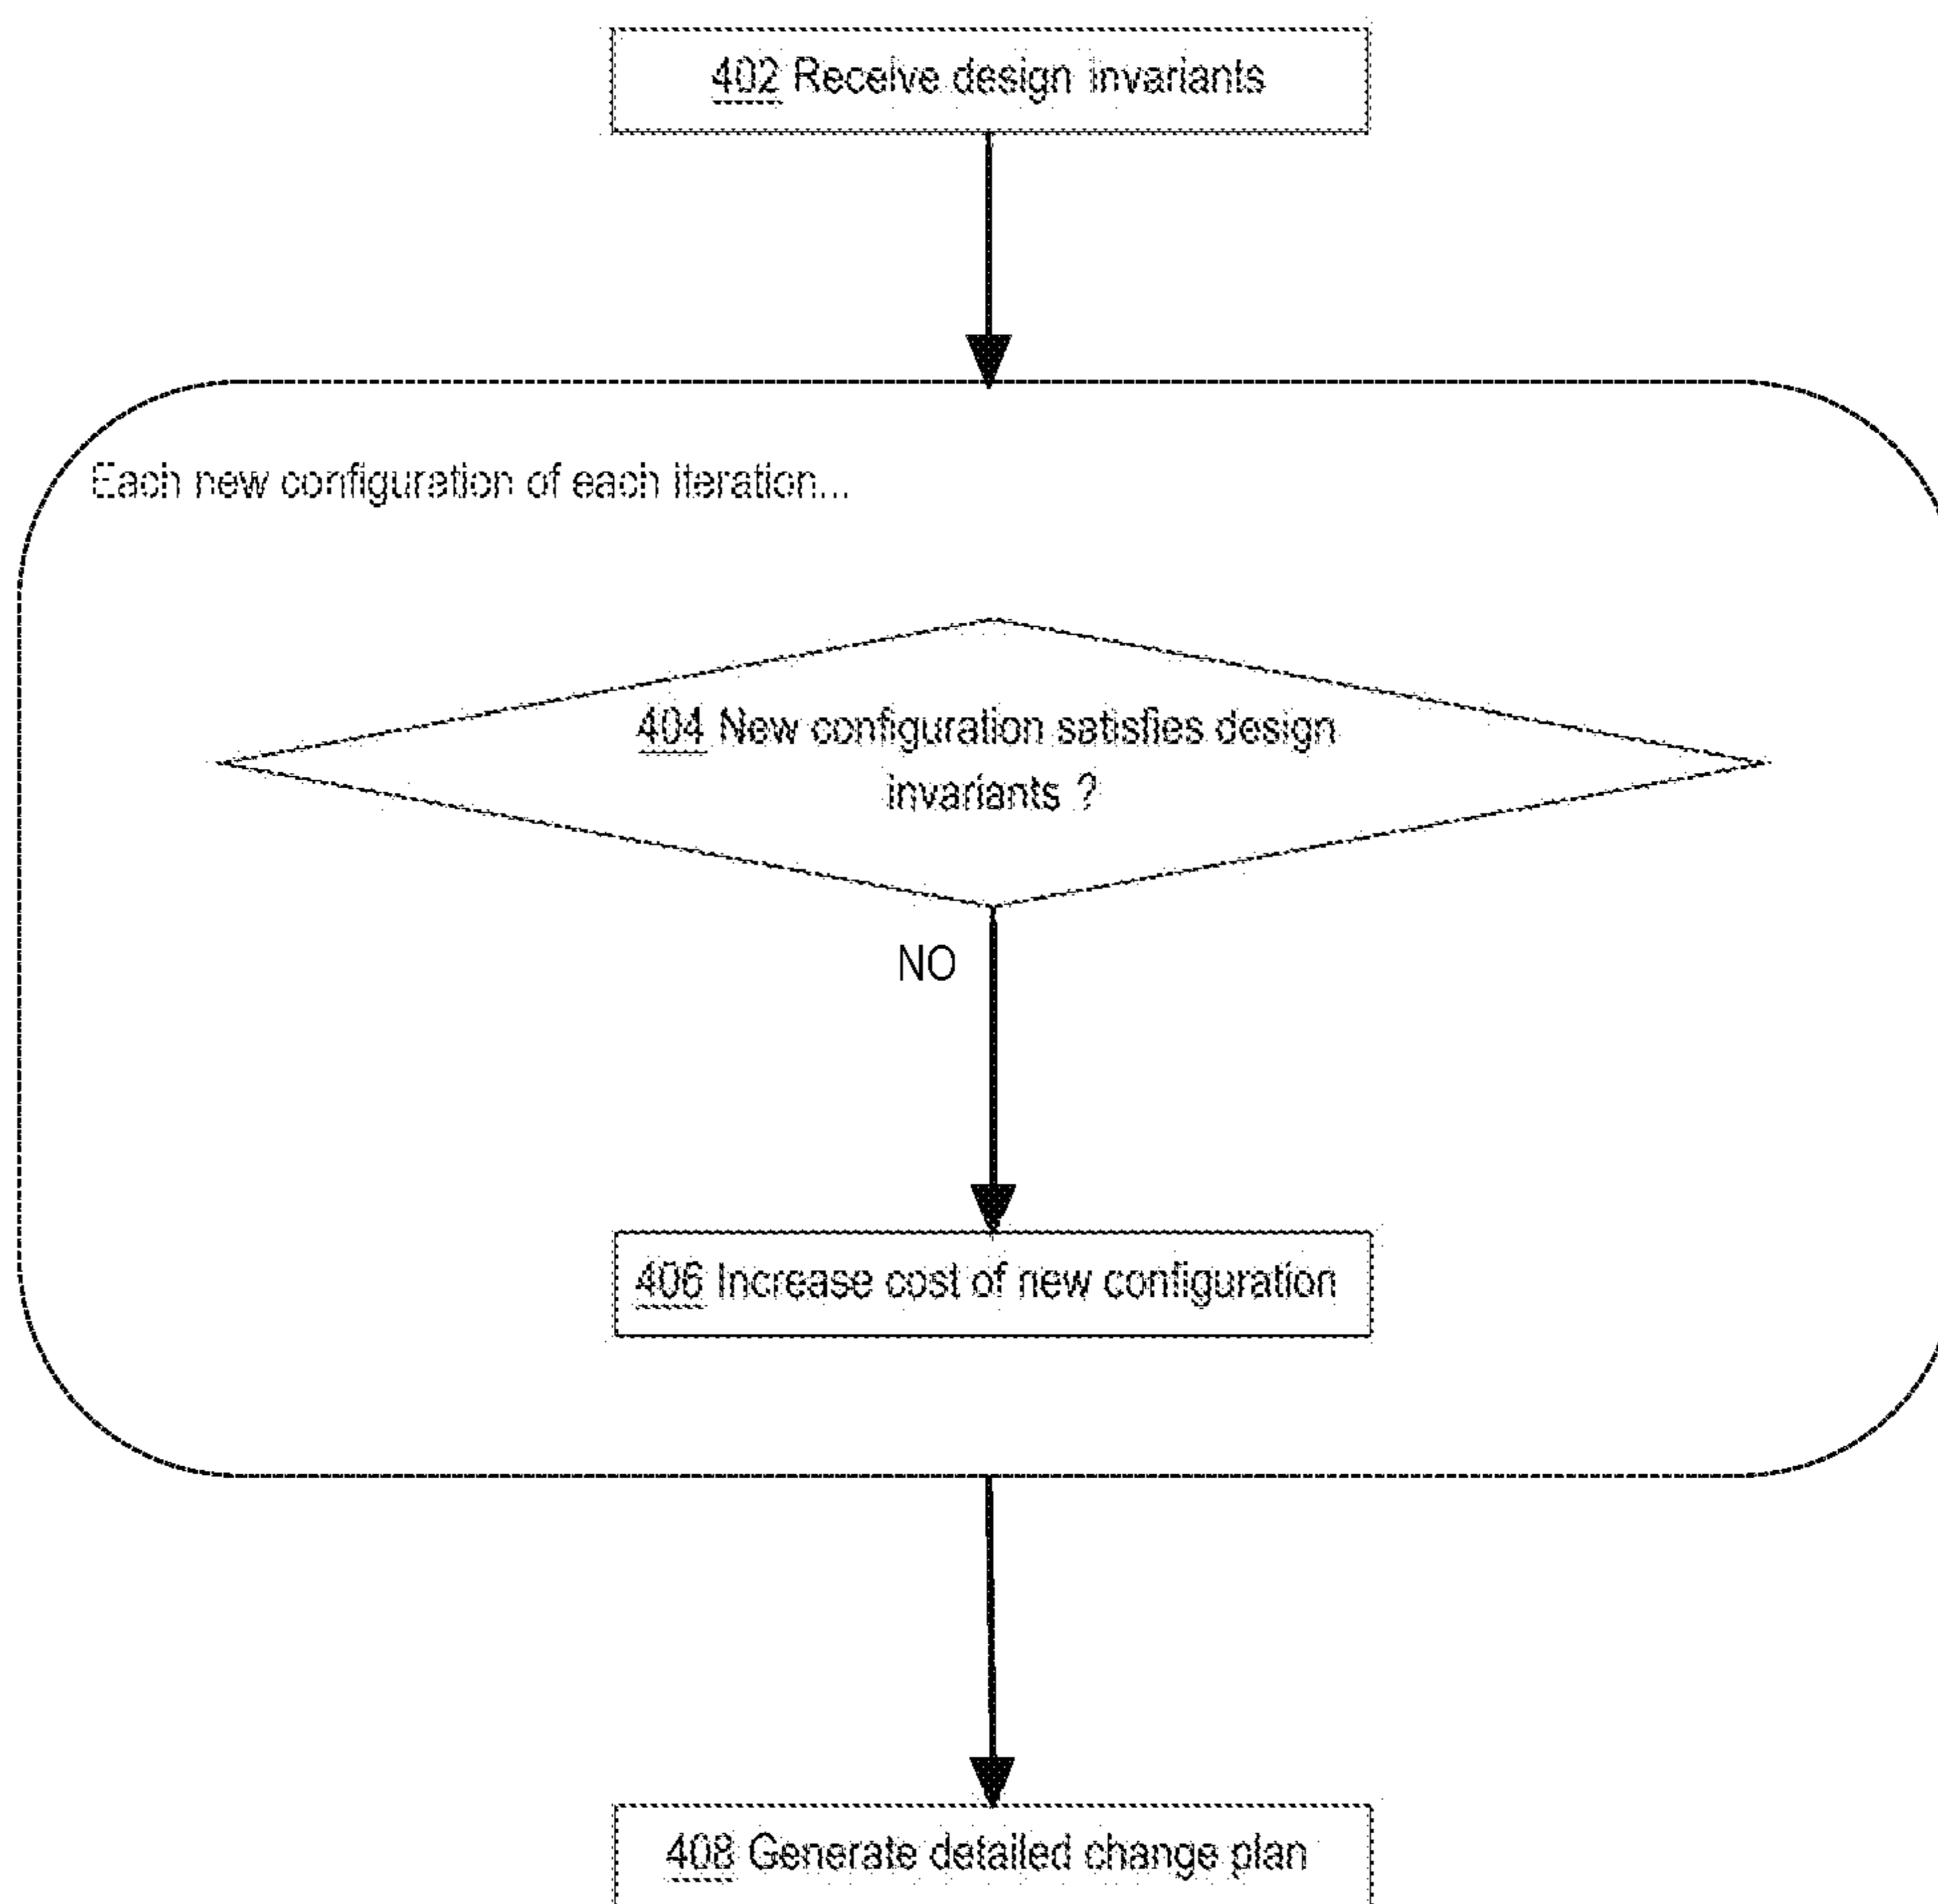 402 Receive design invariants
Each new configuration of each iteration...
404 New configuration satisfies design
invariants ?
NO
406 Increase cost of new configuration
408 Generate detailed change plan